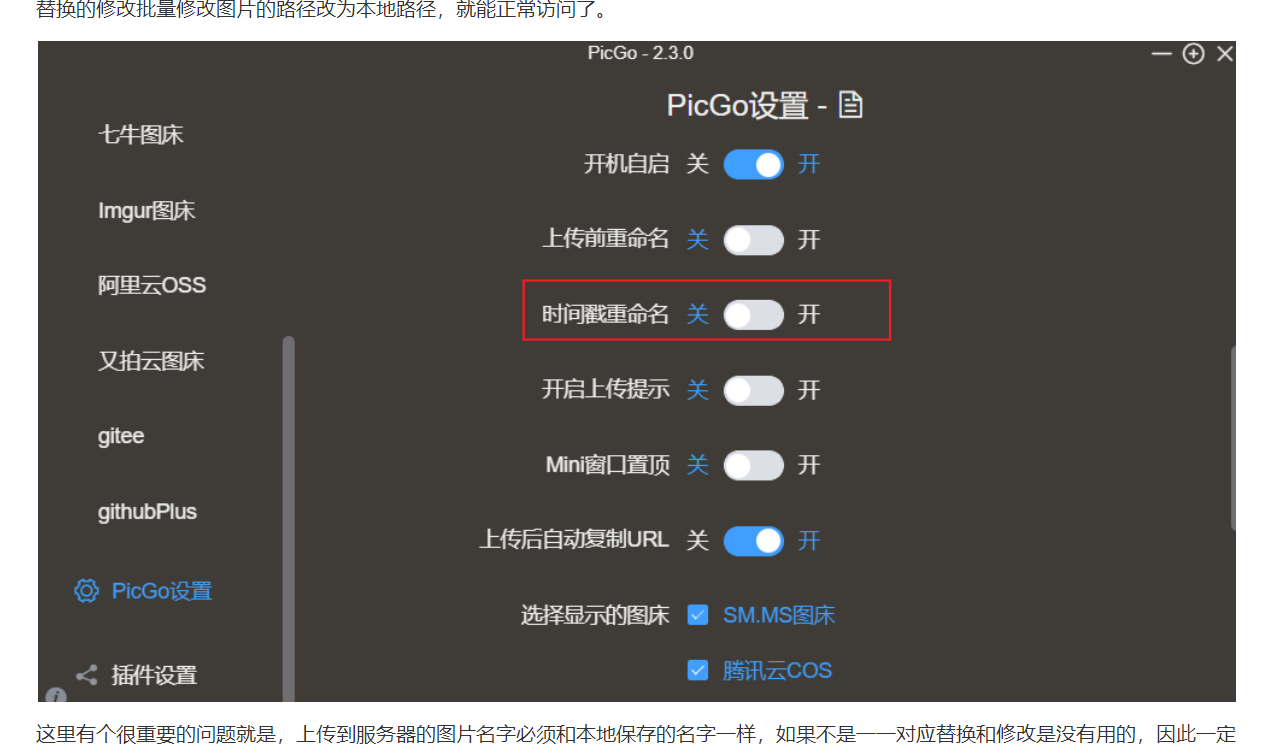 替换的修改批量修改图片的路径改为本地路径，就能正常访问了。
PicGo - 2.3.0
PicGo设置 -
七牛图床
开机自启 关 开
Imgur图床
上传前重命名 关 开
阿里云OSS
时间戳重命名 关 开
又拍云图床
开启上传提示 关 开
gitee
Mini窗口置顶 关 开
githubPlus
上传后自动复制URL 关 开
PicGo设置
选择显示的图床 SM.MS图床
腾讯云COS
插件设置
这里有个很重要的问题就是，上传到服务器的图片名字必须和本地保存的名字一样，如果不是一一对应替换和修改是没有用的，因此一定